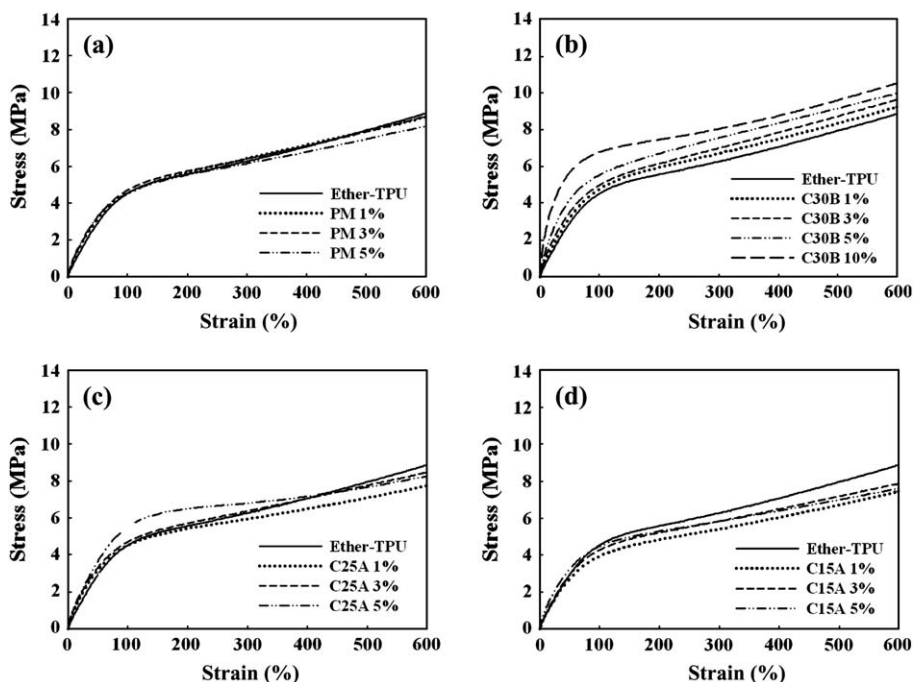 (a)
Stress (MPa)
14
12
10
8
6
4
2
0
Ether-TPU
PM 1%
PM 3%
PM 5%
0 100 200 300 400 500 600
Strain (%)
(b)
Stress (MPa)
14
12
10
8
6
4
2
0
Ether-TPU
C30B 1%
C30B 3%
C30B 5%
C30B 10%
0 100 200 300 400 500 600
Strain (%)
(c)
Stress (MPa)
14
12
10
8
6
4
2
0
Ether-TPU
C25A 1%
C25A 3%
C25A 5%
0 100 200 300 400 500 600
Strain (%)
(d)
Stress (MPa)
14
12
10
8
6
4
2
0
Ether-TPU
C15A 1%
C15A 3%
C15A 5%
0 100 200 300 400 500 600
Strain (%)